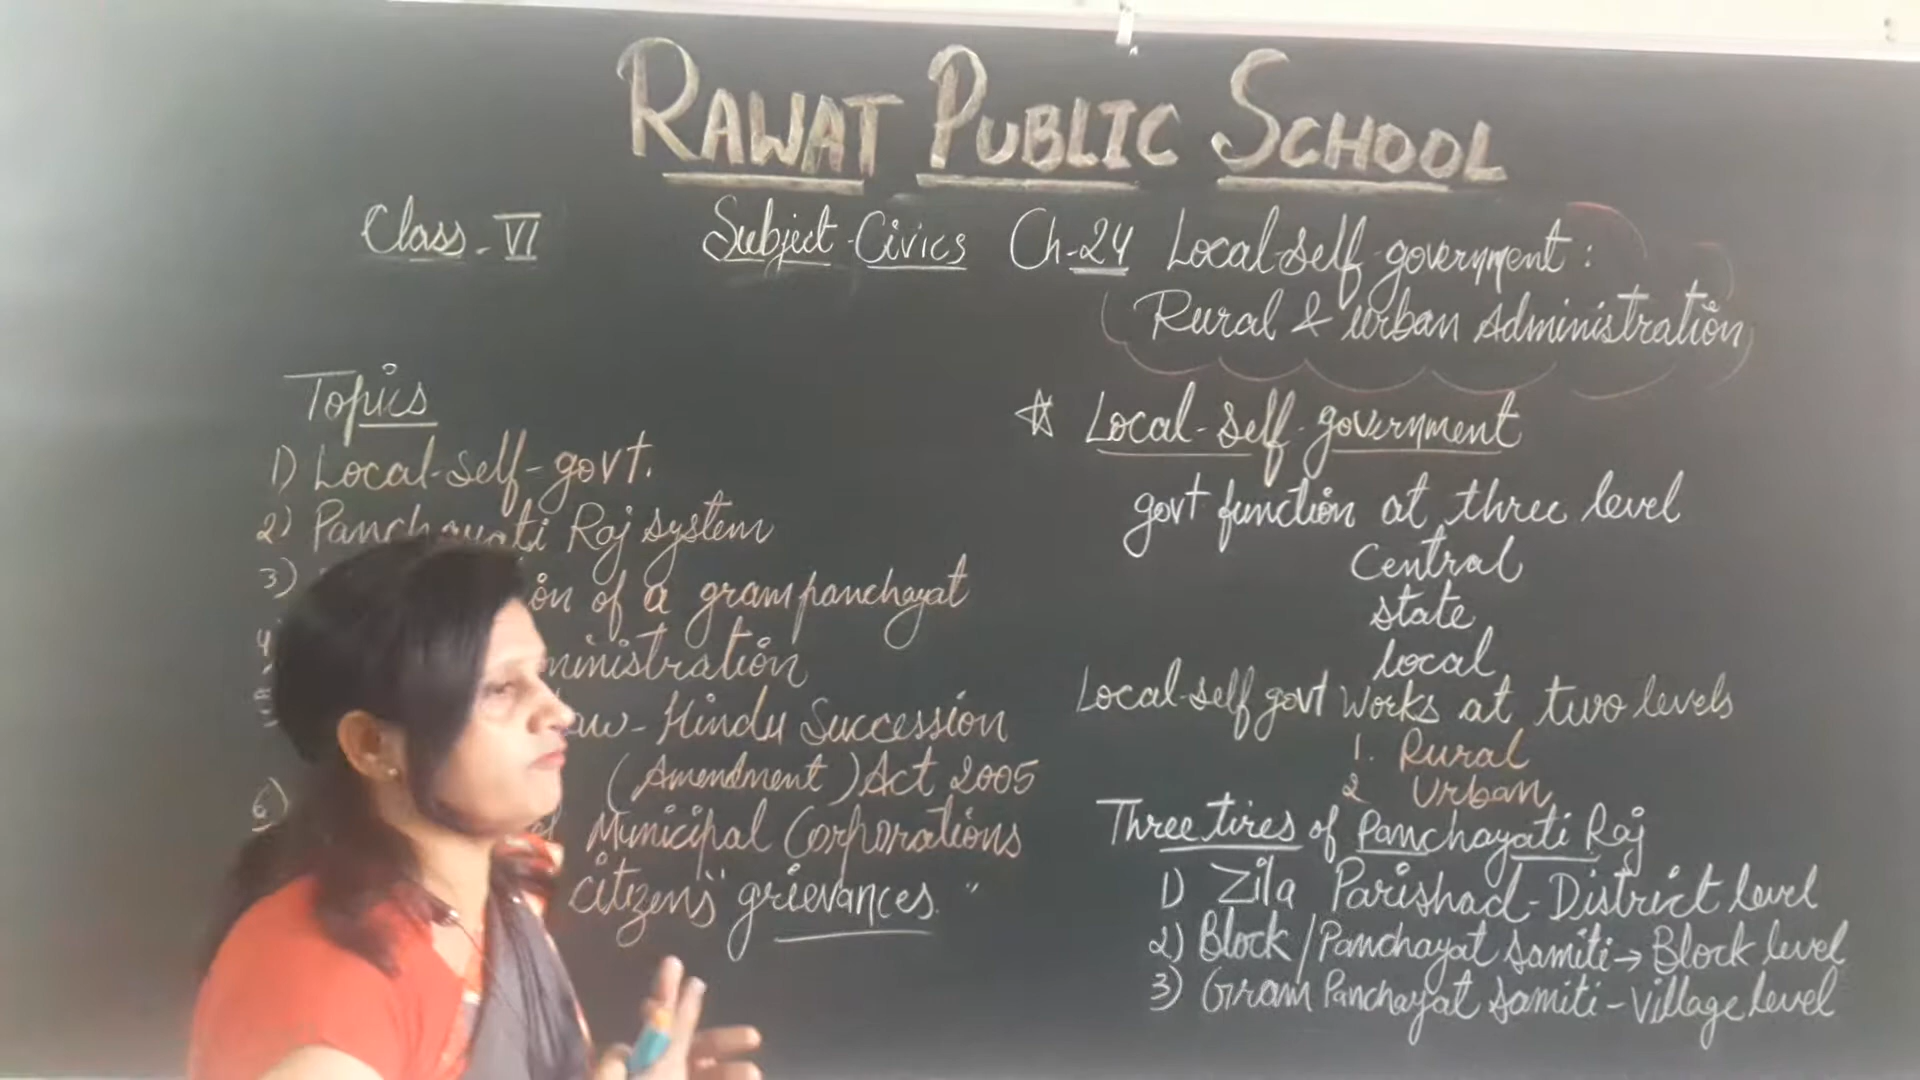 RAWAT PUBLIC SCHOOL
Class-VI Subject-Civics Ch-24 Local-self-government:
Rural & urban Administration
Topics
1) Local-self-govt.
2) Panchayati Raj system
3) of a gram panchayat
Law-Hindu Succession
(Amendment) Act 2005
6) Municipal Corporations
citizens' grievances "
☆ Local-self-government
govt function at three level
Central
state
local
Local-self govt works at two levels
1. Rural
2 Urban
Three tires of Panchayati Raj
1) Zila Parishad-District level
2) Block/Panchayat samiti→Block level
3) Gram Panchayat samiti-Village level